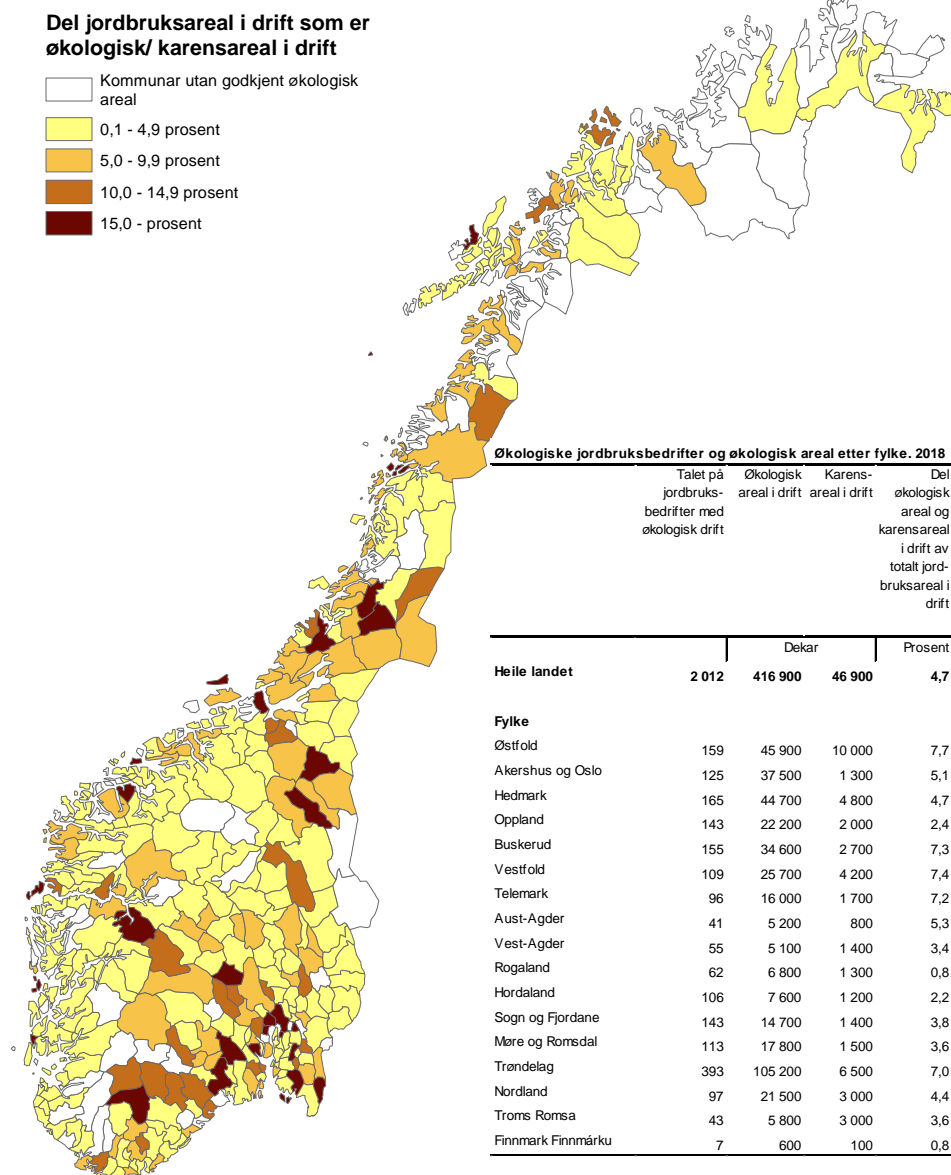 Del jordbruksareal i drift som er
økologisk/ karensareal i drift
Kommunar utan godkjent økologisk
areal
0,1 - 4,9 prosent
5,0 - 9,9 prosent
10,0 - 14,9 prosent
15,0 - prosent
Økologiske jordbruksbedrifter og økologisk areal etter fylke. 2018
Talet på
jordbruks-
bedrifter med
økologisk drift
Økologisk
areal i drift
Karens-
areal i drift
Del
økologisk
areal og
karensareal
i drift av
totalt jord-
bruksareal i
drift
Dekar Prosent
Heile landet 2 012 416 900 46 900 4,7
Fylke
Østfold 159 45 900 10 000 7,7
Akershus og Oslo 125 37 500 1 300 5,1
Hedmark 165 44 700 4 800 4,7
Oppland 143 22 200 2 000 2,4
Buskerud 155 34 600 2 700 7,3
Vestfold 109 25 700 4 200 7,4
Telemark 96 16 000 1 700 7,2
Aust-Agder 41 5 200 800 5,3
Vest-Agder 55 5 100 1 400 3,4
Rogaland 62 6 800 1 300 0,8
Hordaland 106 7 600 1 200 2,2
Sogn og Fjordane 143 14 700 1 400 3,8
Møre og Romsdal 113 17 800 1 500 3,6
Trøndelag 393 105 200 6 500 7,0
Nordland 97 21 500 3 000 4,4
Troms Romsa 43 5 800 3 000 3,6
Finnmark Finnmárku 7 600 100 0,8